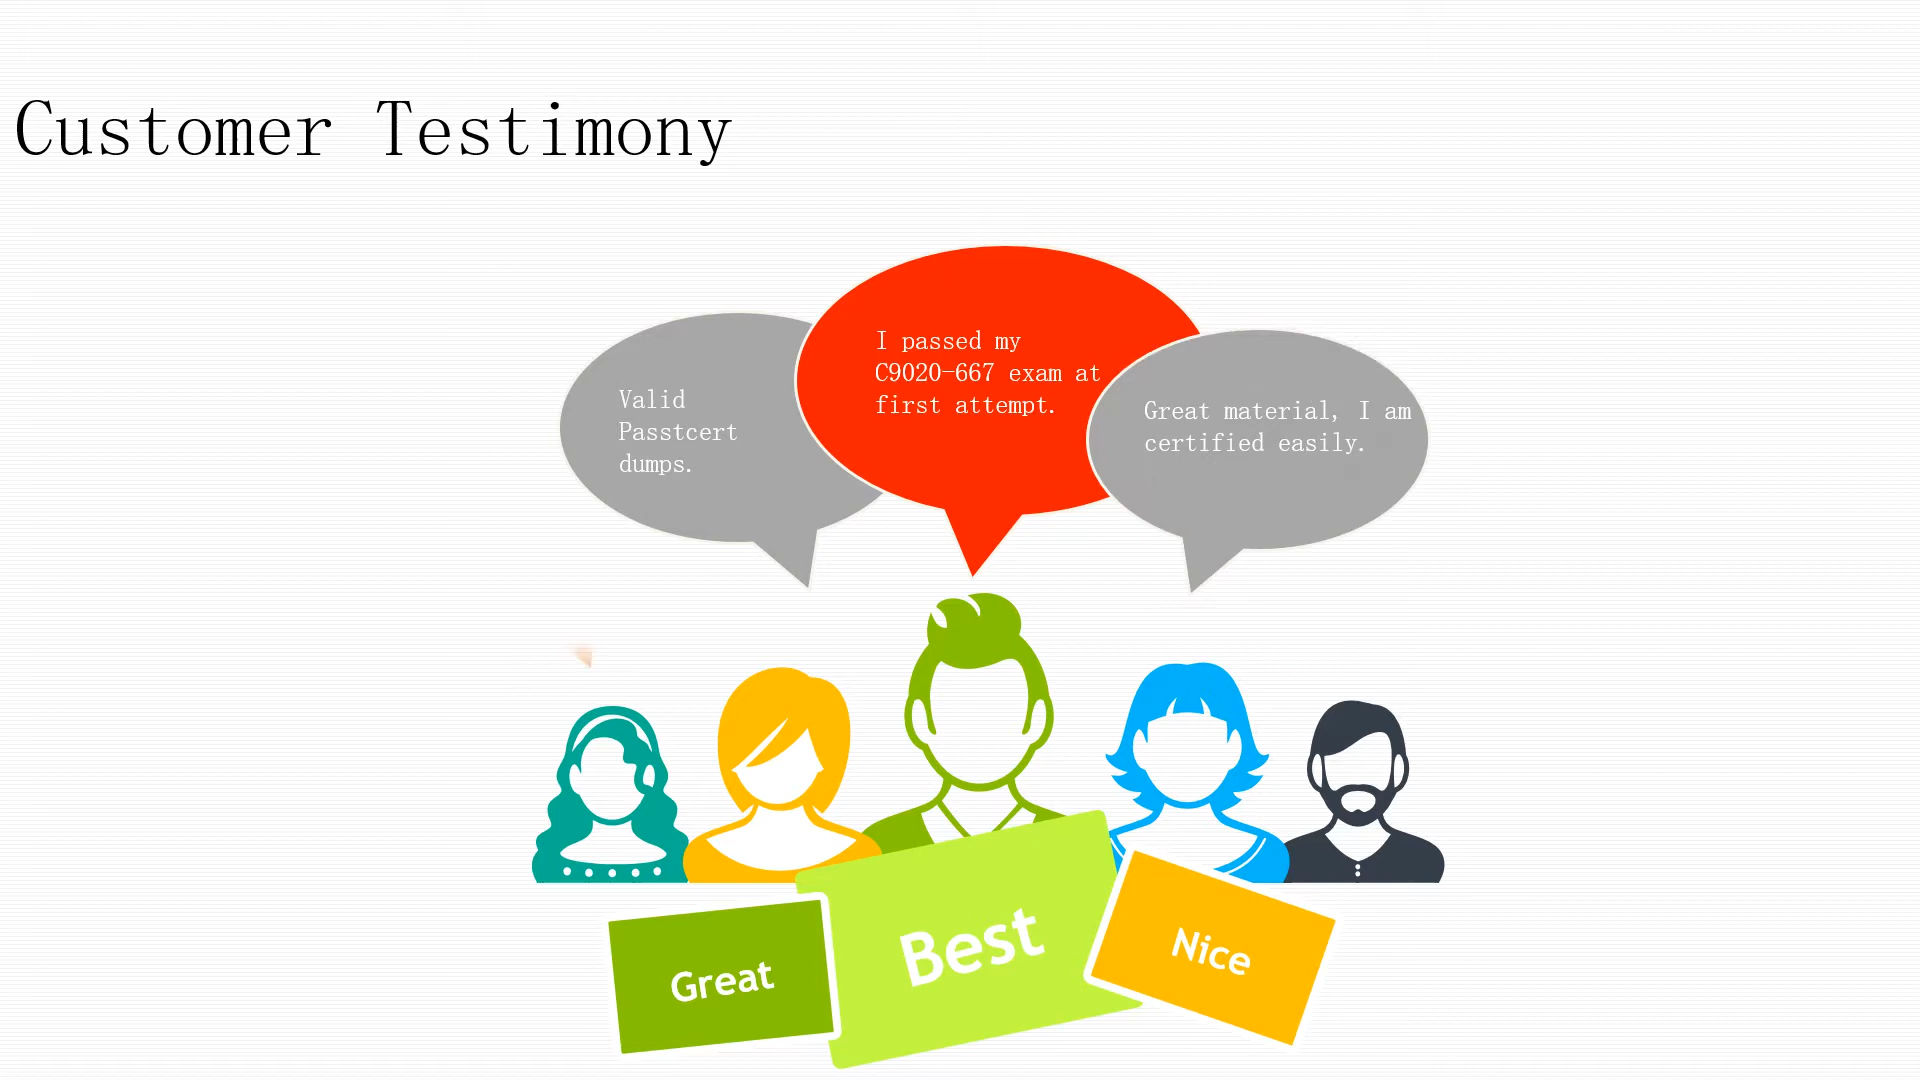 Customer Testimony
Valid
Passtcert
dumps.
I passed my
C9020-667 exam at
first attempt.
Great material, I am
certified easily.
Great
Best
Nice